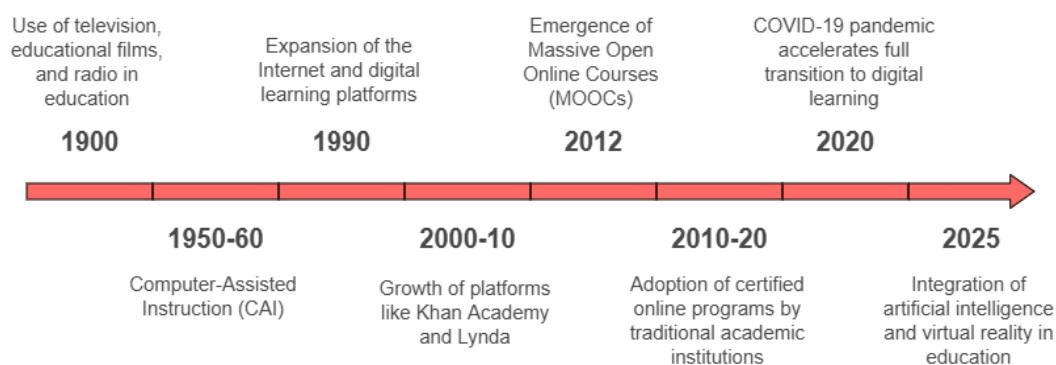 Use of television,
educational films,
and radio in
education
1900
Expansion of the
Internet and digital
learning platforms
1990
Emergence of
Massive Open
Online Courses
(MOOCs)
2012
COVID-19 pandemic
accelerates full
transition to digital
learning
2020
1950-60
Computer-Assisted
Instruction (CAI)
2000-10
Growth of platforms
like Khan Academy
and Lynda
2010-20
Adoption of certified
online programs by
traditional academic
institutions
2025
Integration of
artificial intelligence
and virtual reality in
education